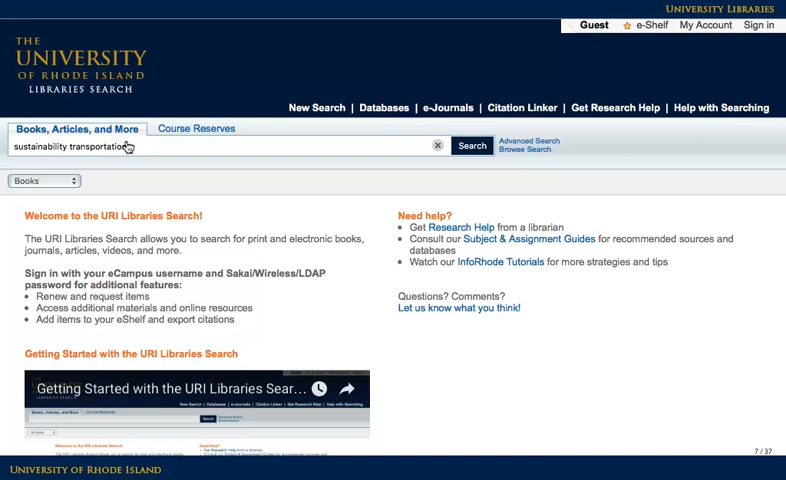 UNIVERSITY LIBRARIES
Guest e-Shelf My Account Sign in
THE
UNIVERSITY
OF RHODE ISLAND
LIBRARIES SEARCH
New Search | Databases | e-Journals | Citation Linker | Get Research Help | Help with Searching
Books, Articles, and More Course Reserves
sustainability transportation Search Advanced Search
Browse Search
Books
Welcome to the URI Libraries Search!
The URI Libraries Search allows you to search for print and electronic books,
journals, articles, videos, and more.
Sign in with your eCampus username and Sakai/Wireless/LDAP
password for additional features:
• Renew and request items
• Access additional materials and online resources
• Add items to your eShelf and export citations
Need help?
• Get Research Help from a librarian
• Consult our Subject & Assignment Guides for recommended sources and
databases
• Watch our InfoRhode Tutorials for more strategies and tips
Questions? Comments?
Let us know what you think!
Getting Started with the URI Libraries Search
Getting Started with the URI Libraries Sear...
7 / 37
UNIVERSITY OF RHODE ISLAND